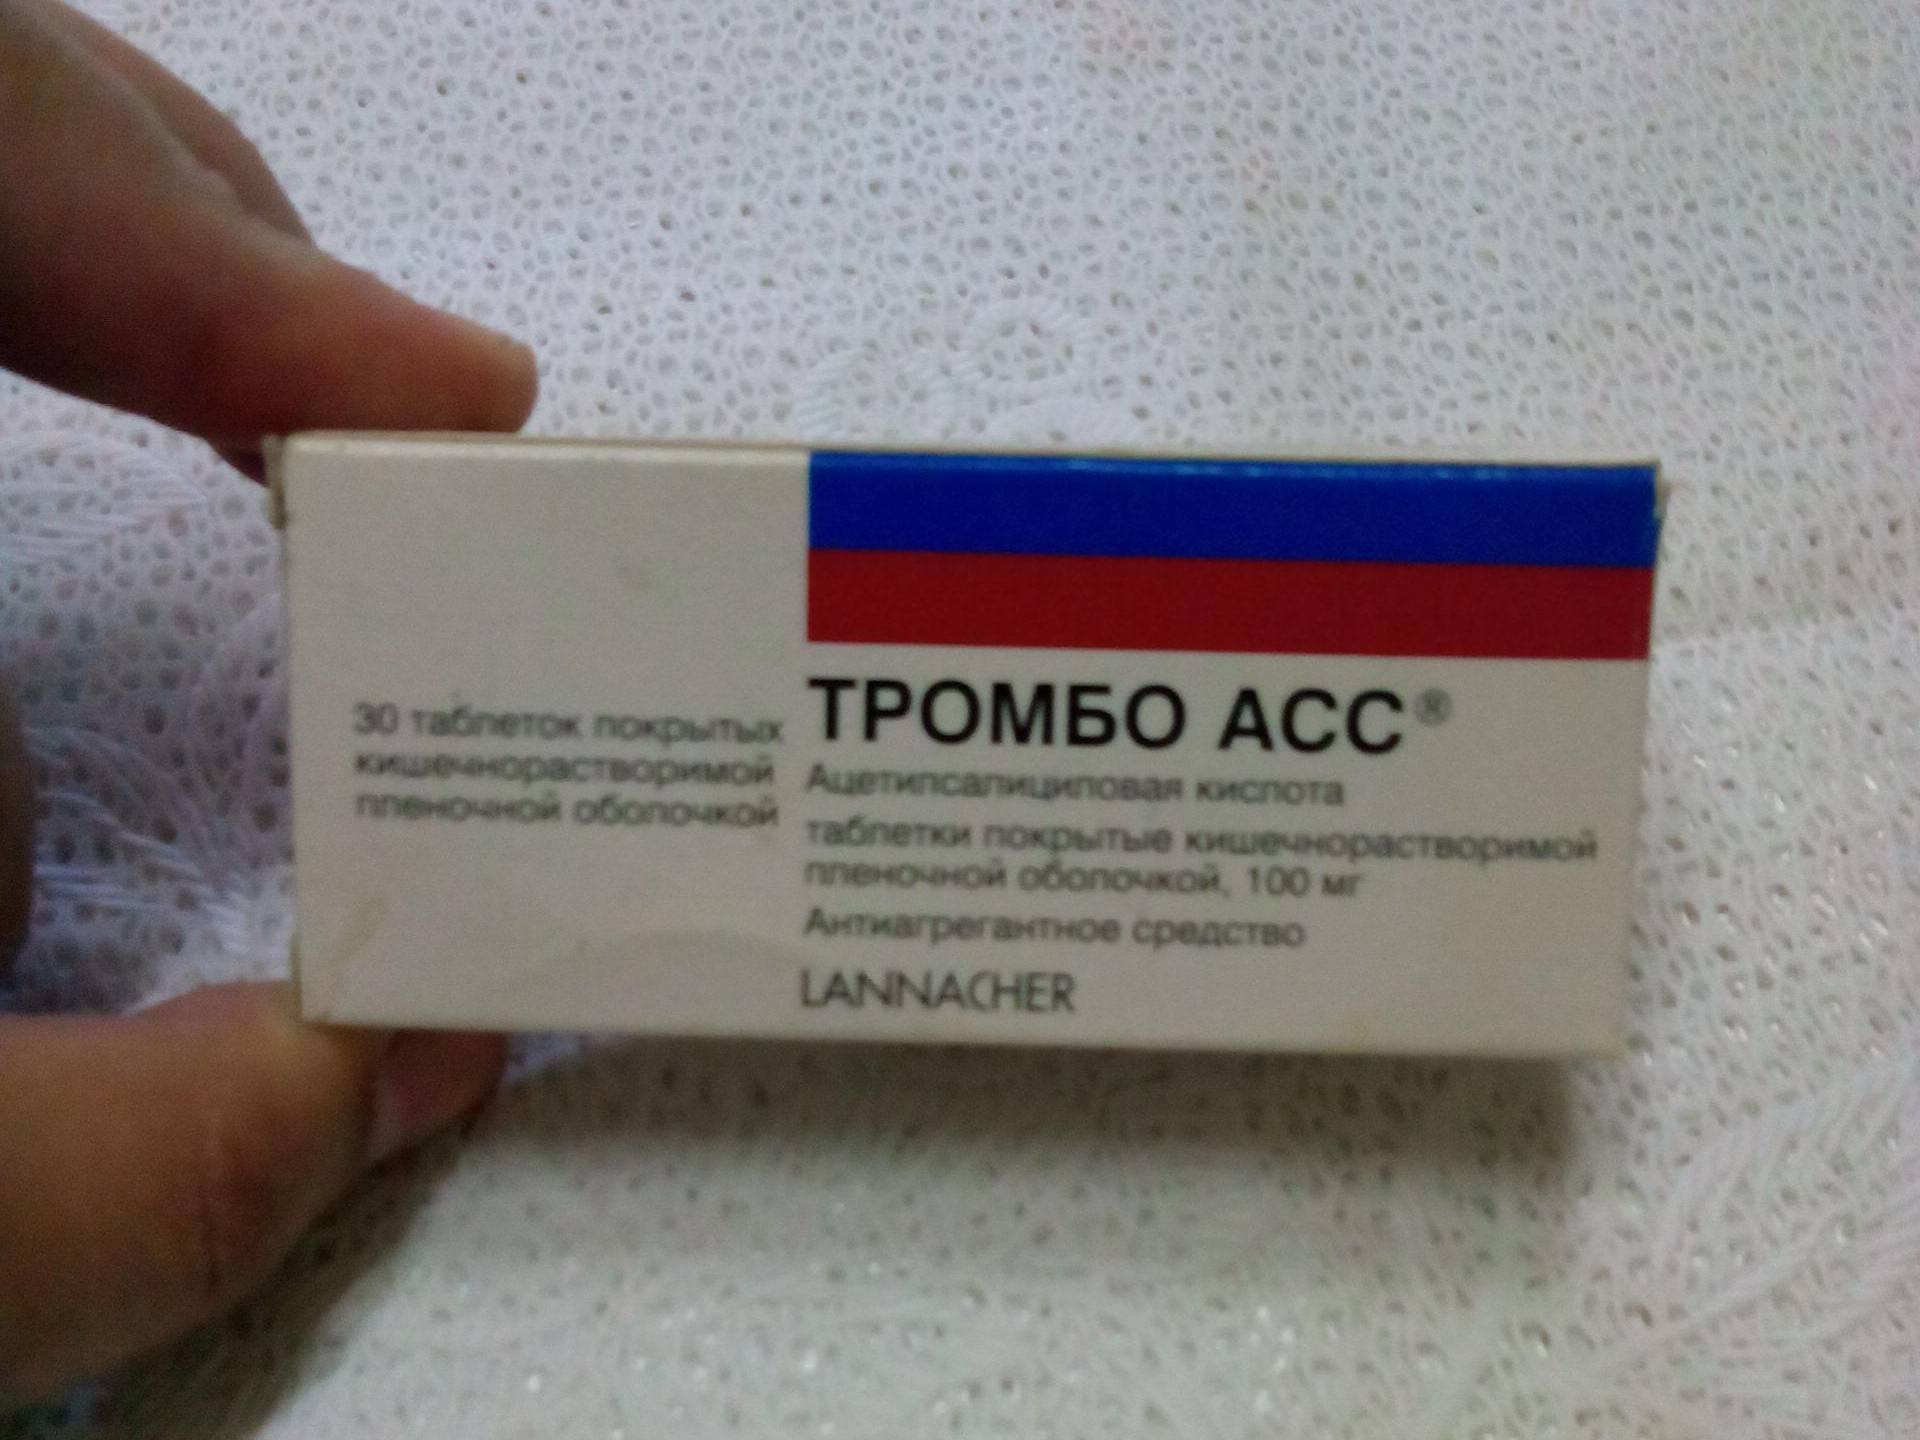 30 таблеток покрытых
кишечнорастворимой
пленочной оболочкой
ТРОМБО АСС®
Ацетилсалициловая кислота
таблетки покрытые кишечнорастворимой
пленочной оболочкой, 100 мг
Антиагрегантное средство
LANNACHER